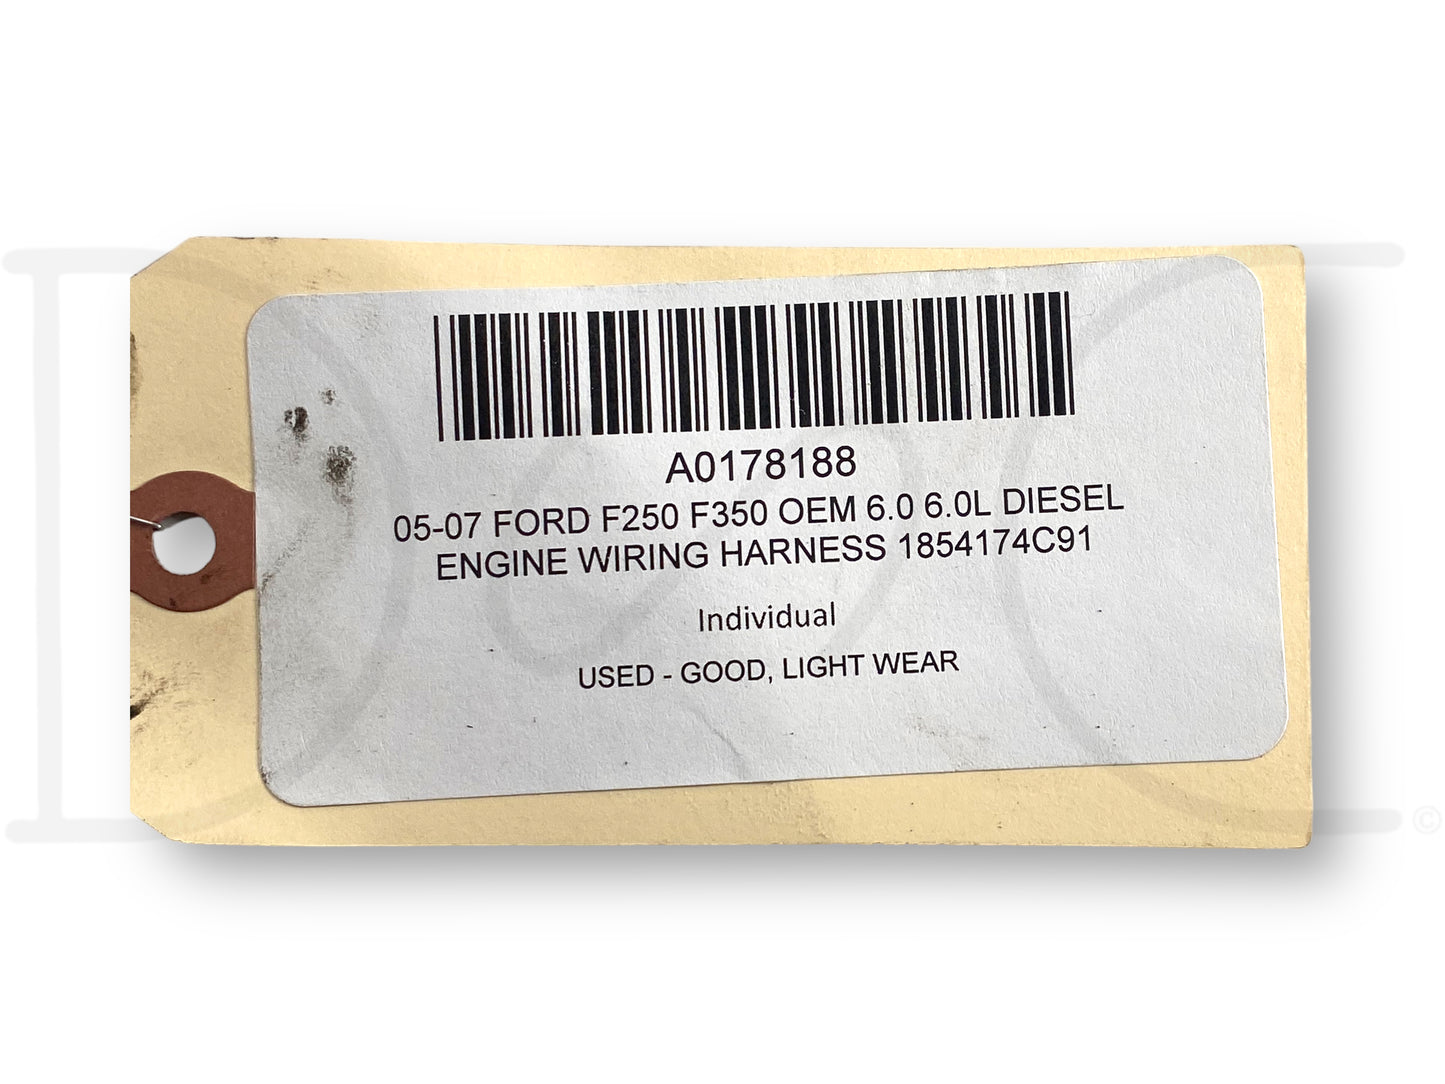 A0178188
05-07 FORD F250 F350 OEM 6.0 6.0L DIESEL
ENGINE WIRING HARNESS 1854174C91
Individual
USED - GOOD, LIGHT WEAR
©